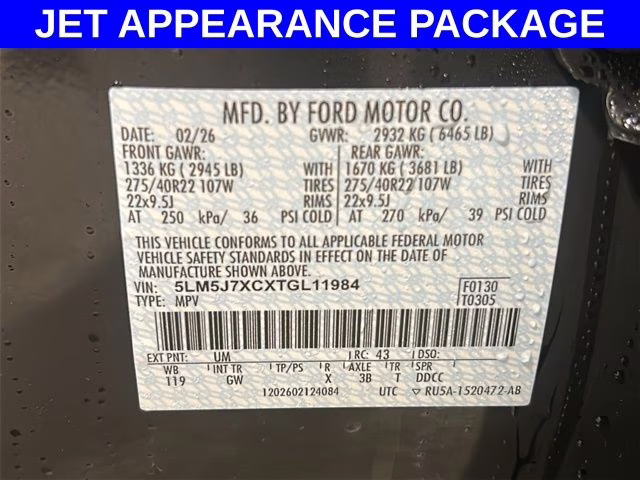 JET APPEARANCE PACKAGE
MFD. BY FORD MOTOR CO.
DATE: 02/26 GVWR: 2932 KG ( 6465 LB)
FRONT GAWR: REAR GAWR:
1336 KG ( 2945 LB) WITH 1670 KG ( 3681 LB) WITH
275/40R22 107W TIRES 275/40R22 107W TIRES
22x9.5J RIMS 22x9.5J RIMS
AT 250 kPa/ 36 PSI COLD AT 270 kPa/ 39 PSI COLD
THIS VEHICLE CONFORMS TO ALL APPLICABLE FEDERAL MOTOR
VEHICLE SAFETY STANDARDS IN EFFECT ON THE DATE OF
MANUFACTURE SHOWN ABOVE.
VIN: 5LM5J7XCXTGL11984 F0130
TYPE: MPV T0305
EXT PNT: UM RC: 43 DSO:
WB INT TR TP/PS R AXLE TR SPR
119 GW X 3B T DDCC
1202602124084 UTC RU5A-1520472-AB